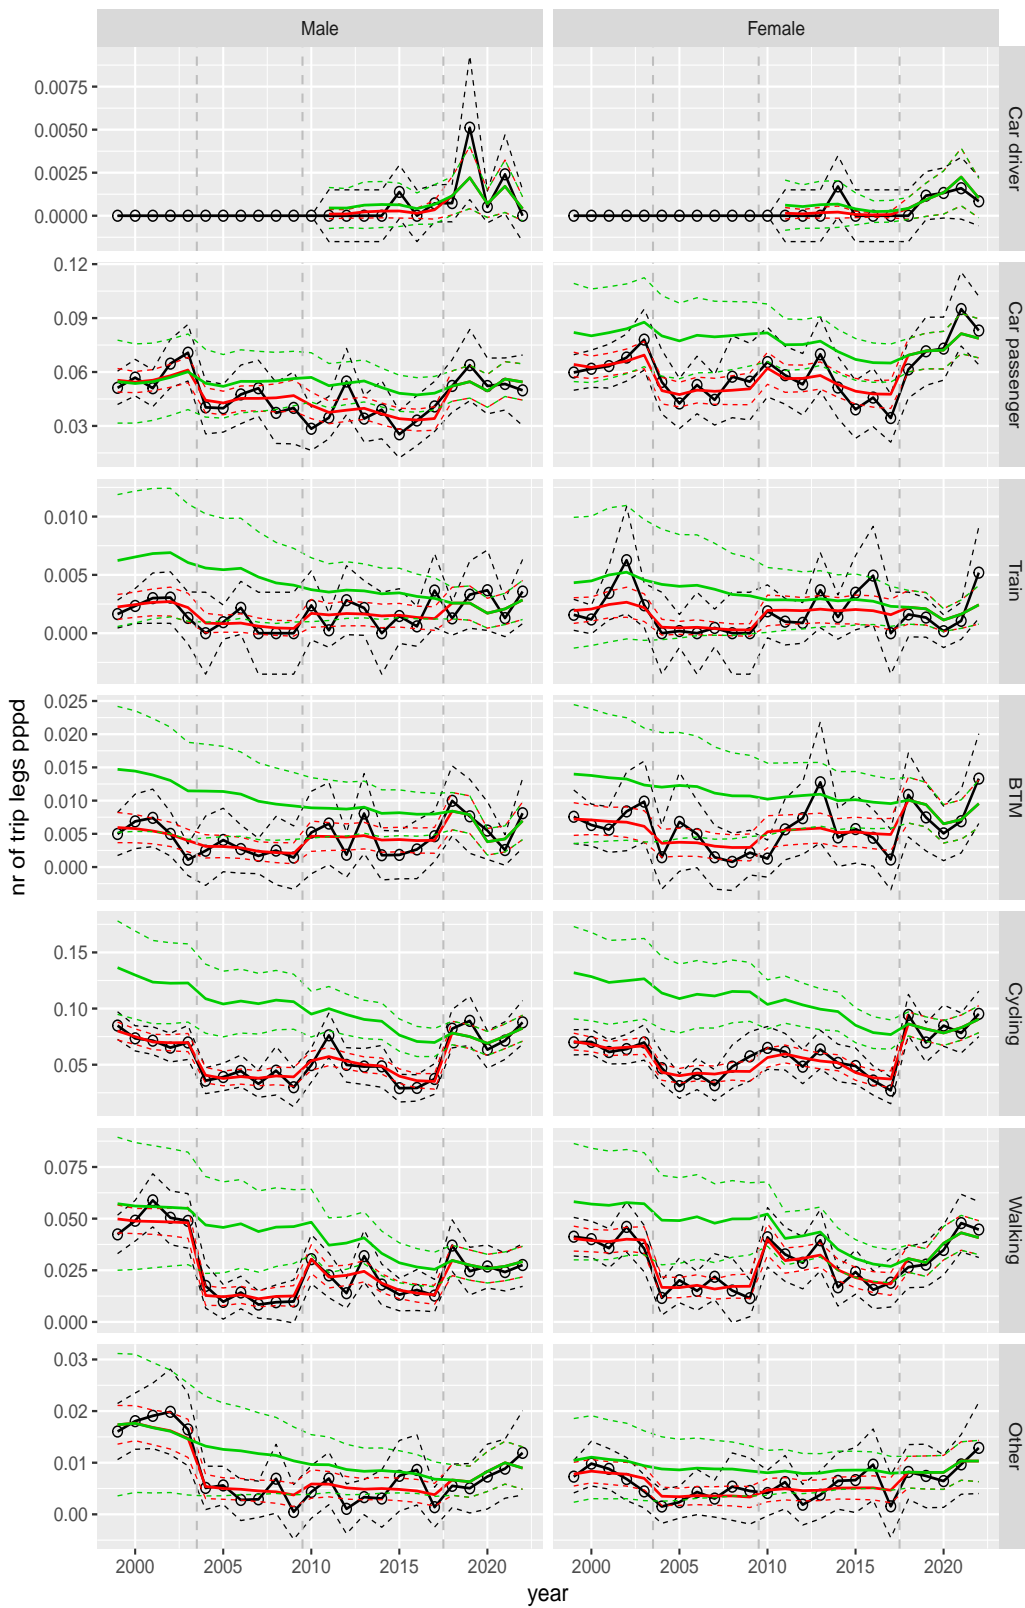 Male
Female
0.0075
0.0050
0.0025
0.0000
Car driver
0.12
0.09
0.06
0.03
Car passenger
0.010
0.005
0.000
Train
nr of trip legs pppd
0.025
0.020
0.015
0.010
0.005
0.000
BTM
0.15
0.10
0.05
Cycling
0.075
0.050
0.025
0.000
Walking
0.03
0.02
0.01
0.00
Other
2000 2005 2010 2015 2020 2000 2005 2010 2015 2020
year